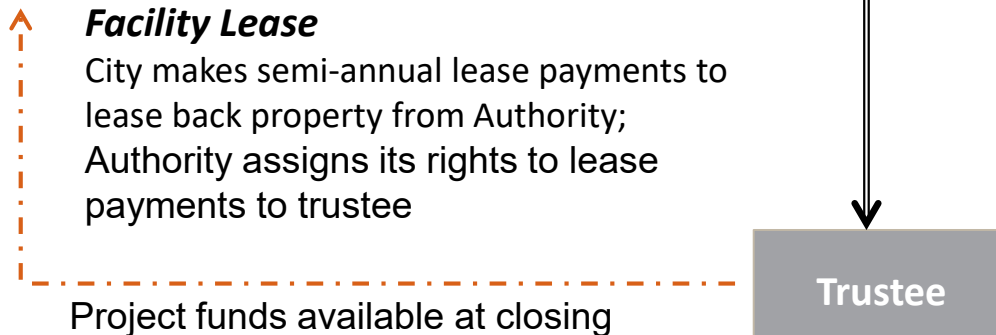 Facility Lease
City makes semi-annual lease payments to
lease back property from Authority;
Authority assigns its rights to lease
payments to trustee
Trustee
Project funds available at closing